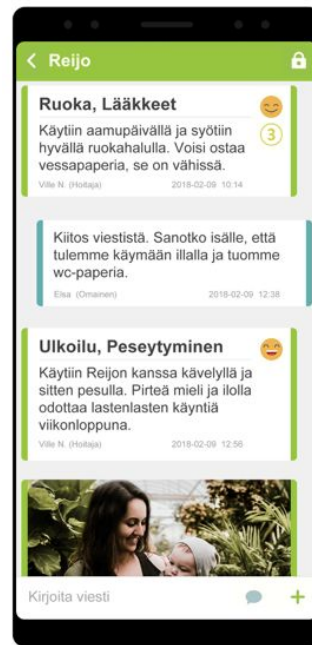 Reijo
Ruoka, Lääkkeet
Käytiin aamupäivällä ja syötiin
hyvällä ruokahalulla. Voisi ostaa
vessapaperia, se on vähissä.
3
Ville N. (Hoitaja) 2018-02-09 10:14
Kiitos viestistä. Sanotko isälle, että
tulemme käymään illalla ja tuomme
wc-paperia.
Elsa (Omainen) 2018-02-09 12:38
Ulkoilu, Peseytyminen
Käytiin Reijon kanssa kävelyllä ja
sitten pesulla. Pirteä mieli ja ilolla
odottaa lastenlasten käyntiä
viikonloppuna.
Ville N. (Hoitaja) 2018-02-09 12:56
Kirjoita viesti